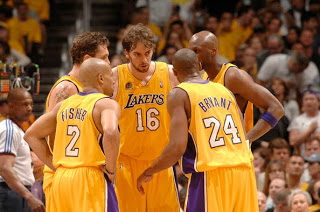 LAKERS
16
FISHER
2
BRYANT
24